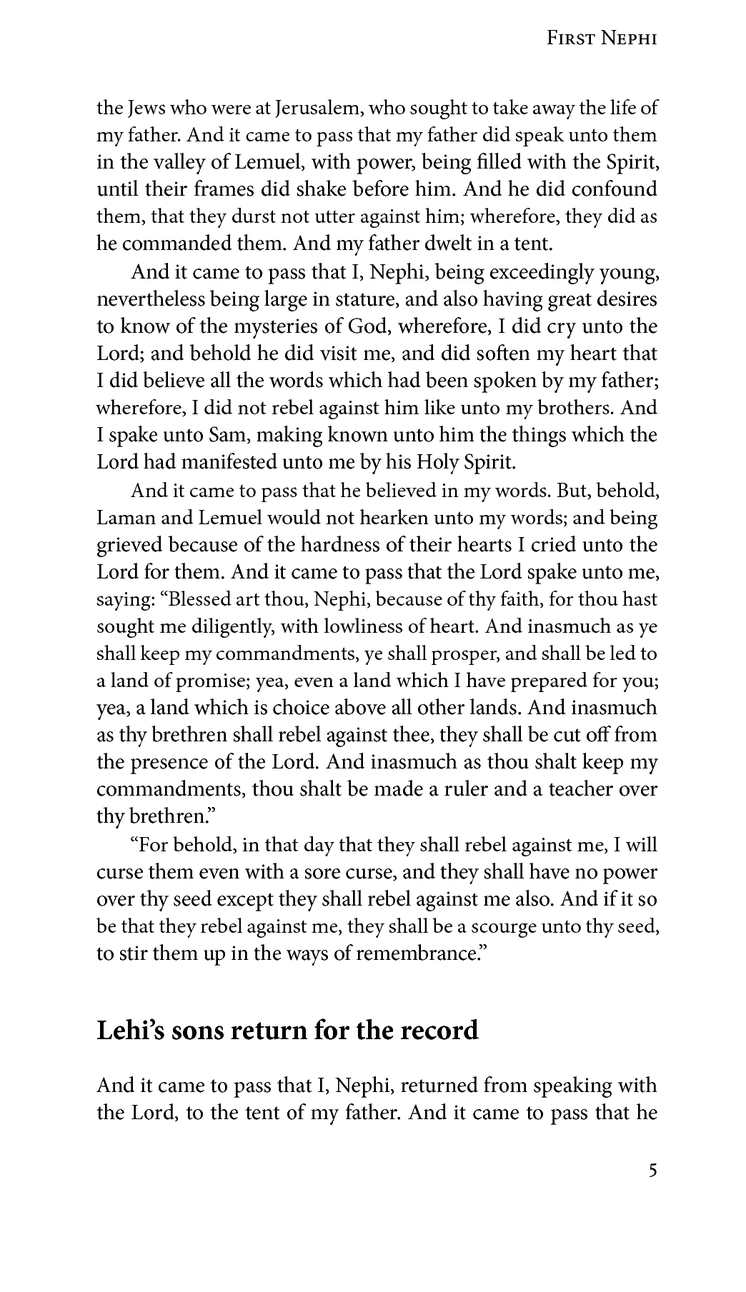 First Nephi
the Jews who were at Jerusalem, who sought to take away the life of
my father. And it came to pass that my father did speak unto them
in the valley of Lemuel, with power, being filled with the Spirit,
until their frames did shake before him. And he did confound
them, that they durst not utter against him; wherefore, they did as
he commanded them. And my father dwelt in a tent.
And it came to pass that I, Nephi, being exceedingly young,
nevertheless being large in stature, and also having great desires
to know of the mysteries of God, wherefore, I did cry unto the
Lord; and behold he did visit me, and did soften my heart that
I did believe all the words which had been spoken by my father;
wherefore, I did not rebel against him like unto my brothers. And
I spake unto Sam, making known unto him the things which the
Lord had manifested unto me by his Holy Spirit.
And it came to pass that he believed in my words. But, behold,
Laman and Lemuel would not hearken unto my words; and being
grieved because of the hardness of their hearts I cried unto the
Lord for them. And it came to pass that the Lord spake unto me,
saying: “Blessed art thou, Nephi, because of thy faith, for thou hast
sought me diligently, with lowliness of heart. And inasmuch as ye
shall keep my commandments, ye shall prosper, and shall be led to
a land of promise; yea, even a land which I have prepared for you;
yea, a land which is choice above all other lands. And inasmuch
as thy brethren shall rebel against thee, they shall be cut off from
the presence of the Lord. And inasmuch as thou shalt keep my
commandments, thou shalt be made a ruler and a teacher over
thy brethren.”
“For behold, in that day that they shall rebel against me, I will
curse them even with a sore curse, and they shall have no power
over thy seed except they shall rebel against me also. And if it so
be that they rebel against me, they shall be a scourge unto thy seed,
to stir them up in the ways of remembrance.”
Lehi’s sons return for the record
And it came to pass that I, Nephi, returned from speaking with
the Lord, to the tent of my father. And it came to pass that he
5